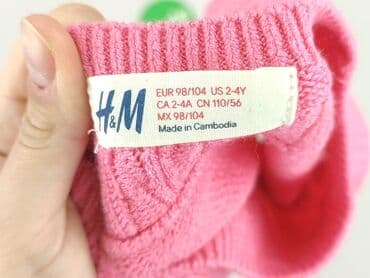 H&M
EUR 98/104 US 2-4Y
CA 2-4A CN 110/56
MX 98/104
Made in Cambodia